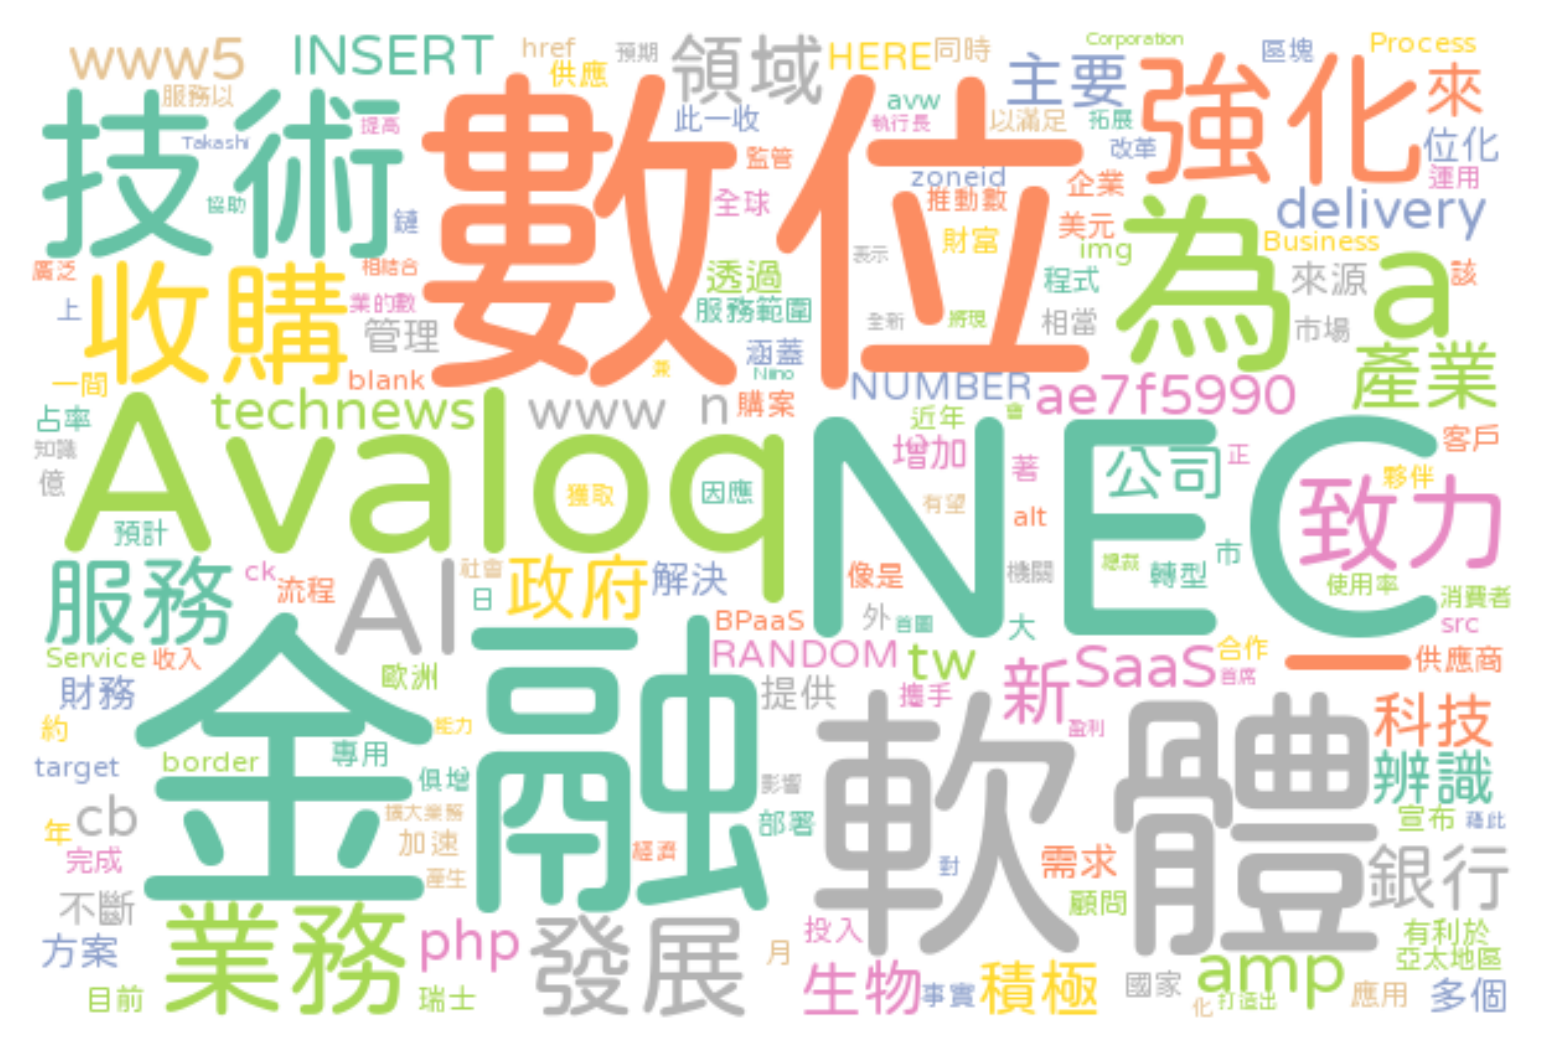 www5
INSERT
href
預期
領域
HERE
同時
Corporation
區塊
Process
供應
主要
強化
來
服務以
技術
提高
Takashi
數位
此一收
avw
執行長
以滿足
拓展
改革
位化
監管
zoneid
企業
運用
協助
鏈
全球
推動數
美元
delivery
為
財富
img
Business
a
廣泛
相結合
收購
透過
表示
程式
來源
該
上
業的數
管理
服務範圍
全新
將現
相當
市場
涵蓋
產業
一間
blank
兼
Nino
NUMBER
ae7f5990
占率
technews
www
n
購案
近年
會
Avaloq
NEC
知識
增加
著
公司
正
客戶
億
獲取
因應
有望
夥伴
致力
預計
alt
服務
ck
流程
AI
社會
日
政府
解決
像是
機關
總裁
轉型
市
使用率
消費者
BPaaS
外
首圖
大
src
Service
收入
金融
歐洲
RANDOM
tw
新
SaaS
合作
首席
一
供應商
財務
提供
攜手
約
能力
軟體
盈利
科技
target
border
專用
俱增
影響
辨識
cb
年
擴大業務
部署
宣布
藉此
完成
加速
經濟
對
需求
銀行
產生
不斷
業務
php
發展
顧問
投入
有利於
方案
月
亞太地區
生物
事實
積極
國家
amp
目前
瑞士
化
打造出
應用
多個